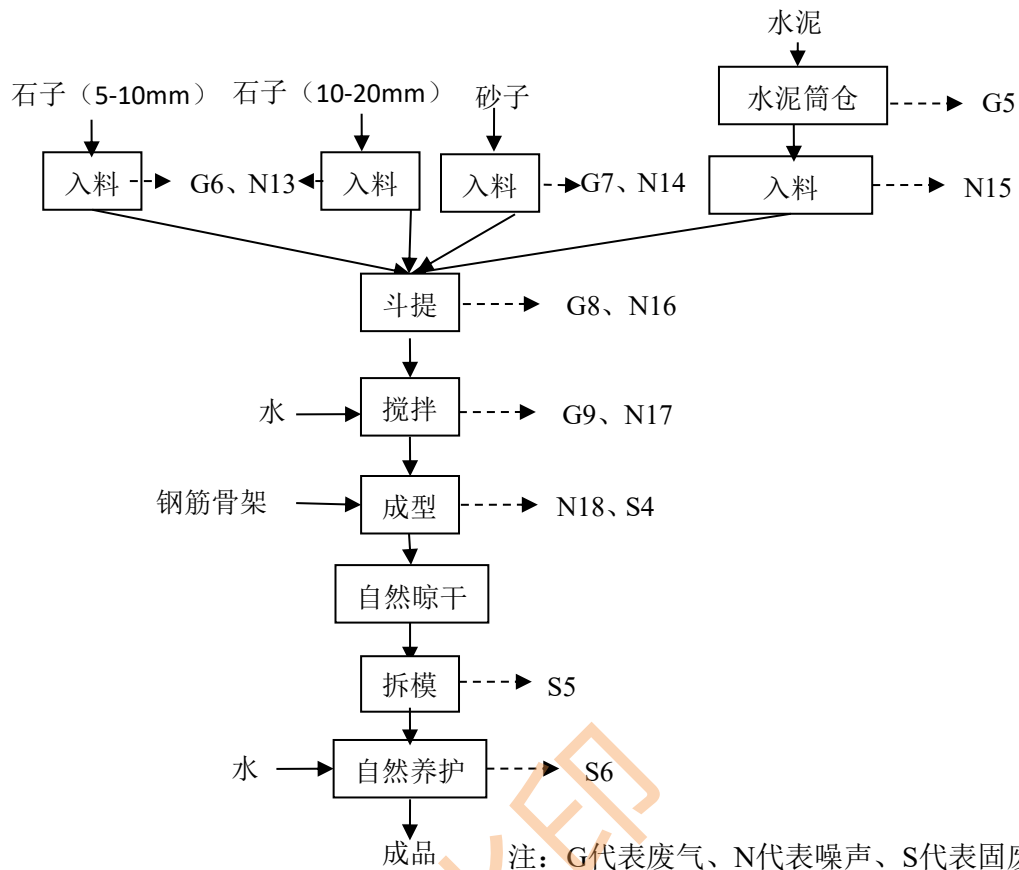 水泥
石子（5-10mm）
石子（10-20mm）
砂子
水泥筒仓
G5
入料
G6、N13
入料
入料
G7、N14
入料
N15
斗提
G8、N16
水
搅拌
G9、N17
钢筋骨架
成型
N18、S4
自然晾干
拆模
S5
水
自然养护
S6
成品
注：G代表废气、N代表噪声、S代表固废
印